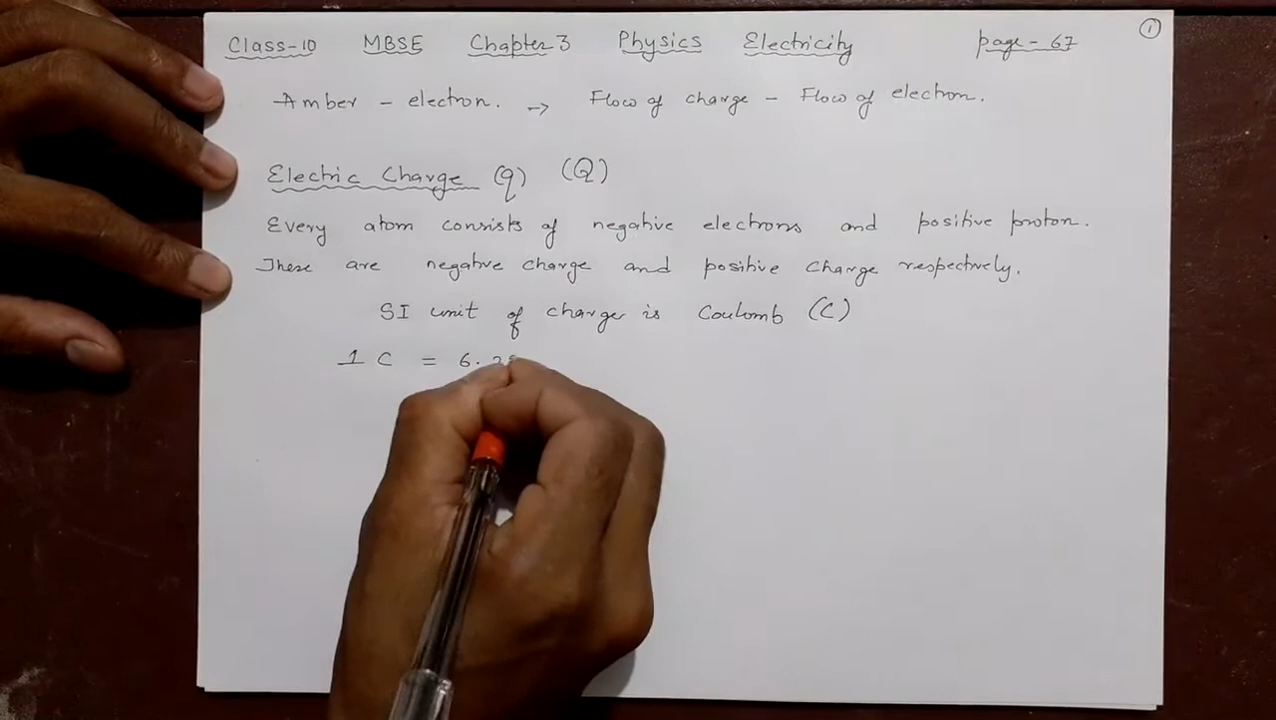 Class-10 MBSE Chapter 3 Physics Electricity page-67 1
Amber - electron. -> Flow of charge - Flow of electron.
Electric Charge (q) (Q)
Every atom consists of negative electrons and positive proton.
These are negative charge and positive charge respectively.
SI unit of charge is Coulomb (C)
1 C = 6.2